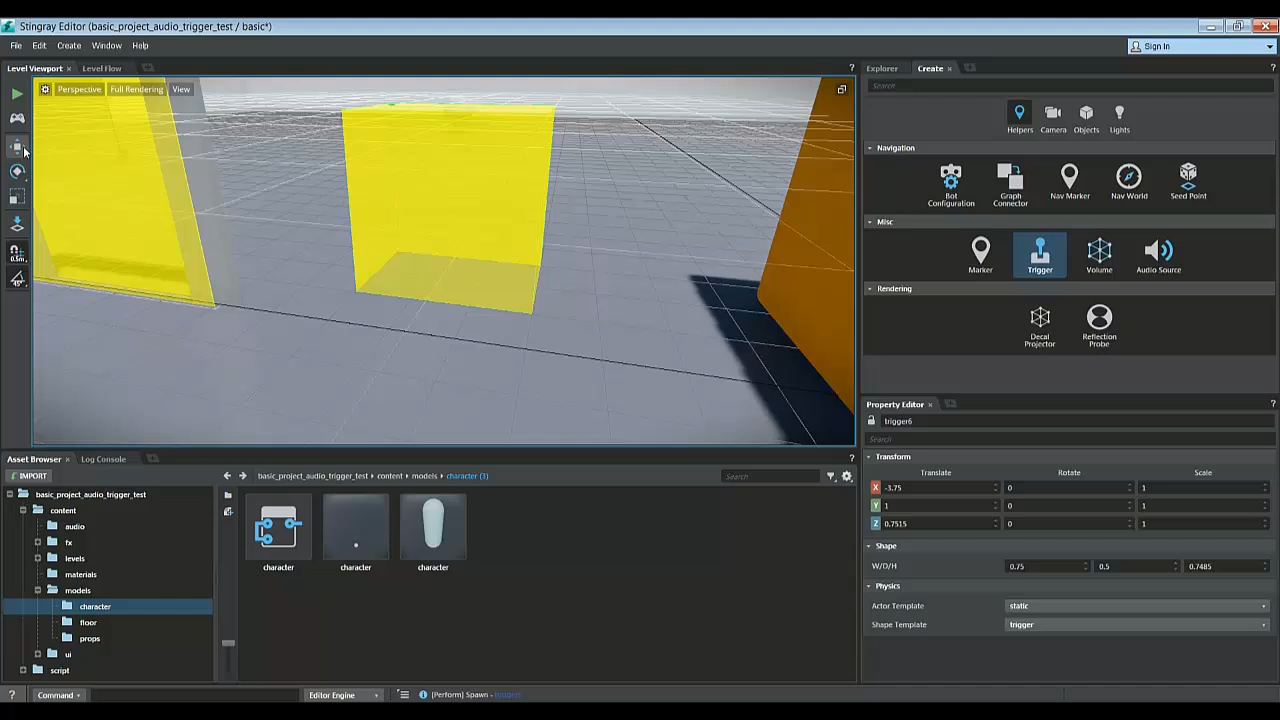 Stingray Editor (basic_project_audio_trigger_test / basic*)
File Edit Create Window Help
Sign In
Level Viewport Level Flow
Perspective Full Rendering View
0.5m
45°
Explorer Create
Search
Helpers Camera Objects Lights
Navigation
Bot Configuration
Graph Connector
Nav Marker
Nav World
Seed Point
Misc
Marker Trigger Volume Audio Source
Rendering
Decal Projector
Reflection Probe
Property Editor
trigger6
Search
Transform
Translate Rotate Scale
X -3.75 0 1
Y 1 0 1
Z 0.7515 0 1
Shape
W/D/H 0.75 0.5 0.7485
Physics
Actor Template static
Shape Template trigger
Asset Browser Log Console
IMPORT
basic_project_audio_trigger_test content models character (3)
Search
basic_project_audio_trigger_test
content
audio
fx
levels
materials
models
character
floor
props
ui
script
character character character
? Command Editor Engine [Perform] Spawn -